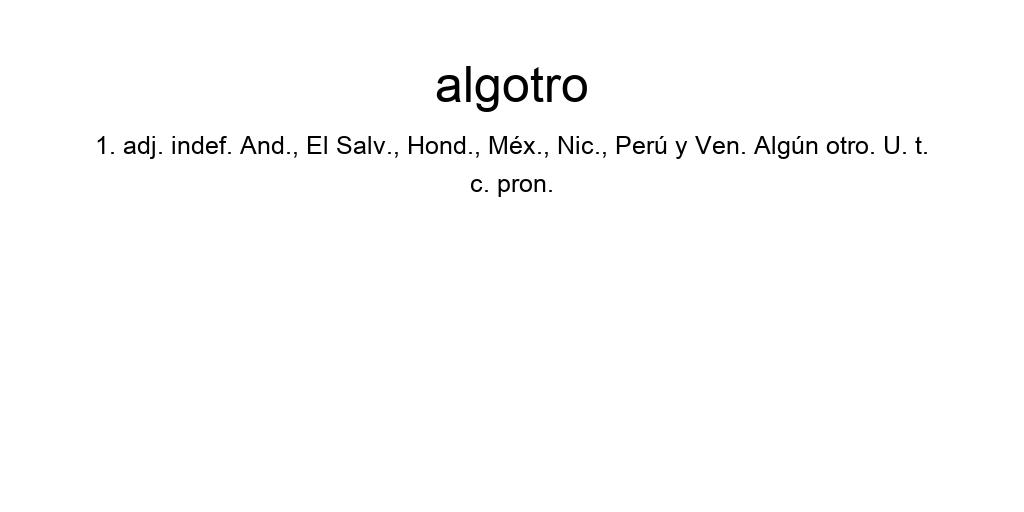 algotro
1. adj. indef. And., El Salv., Hond., Méx., Nic., Perú y Ven. Algún otro. U. t.
c. pron.